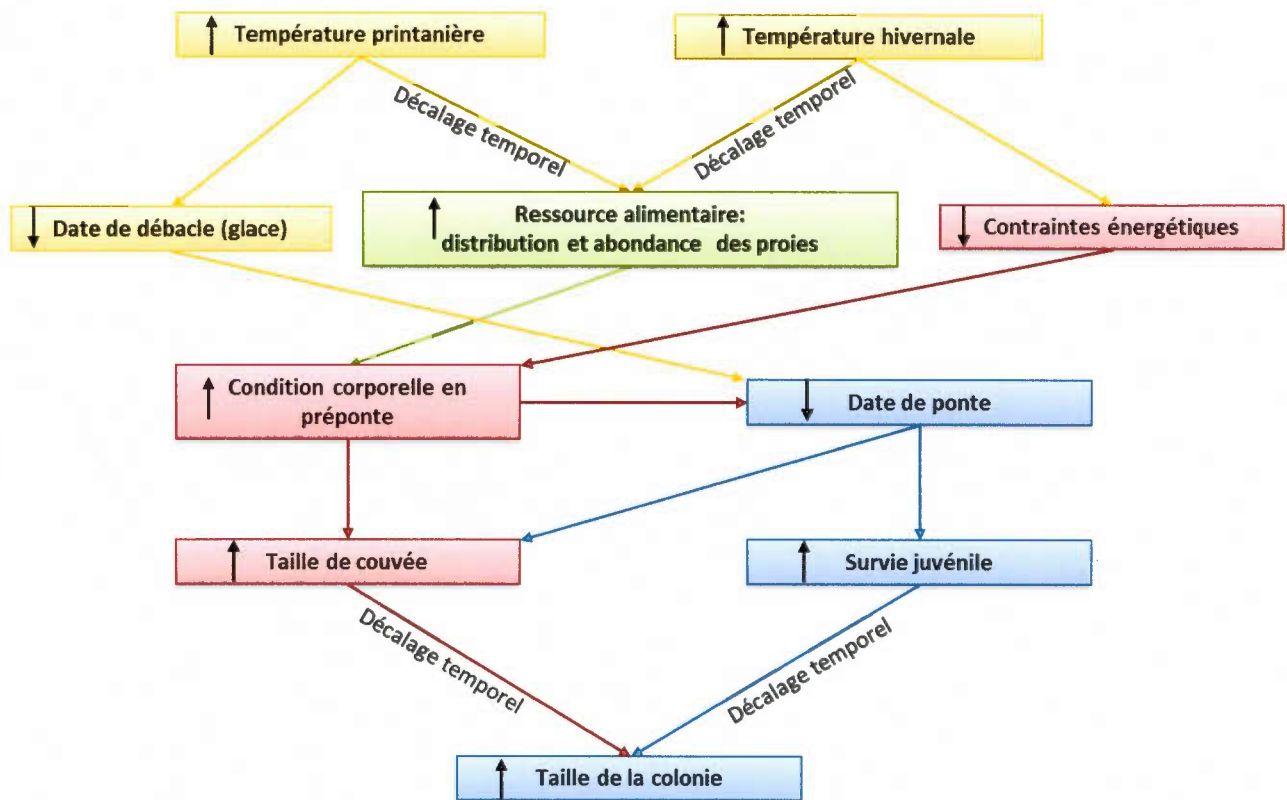 Température printanière
Température hivernale
Décalage temporel
Décalage temporel
Date de débacle (glace)
Ressource alimentaire:
distribution et abondance des proies
Contraintes énergétiques
Condition corporelle en
préponte
Date de ponte
Taille de couvée
Survie juvénile
Décalage temporel
Décalage temporel
Taille de la colonie